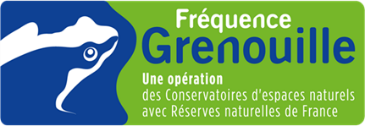 Fréquence
Grenouille
Une opération
des Conservatoires d'espaces naturels
avec Réserves naturelles de France